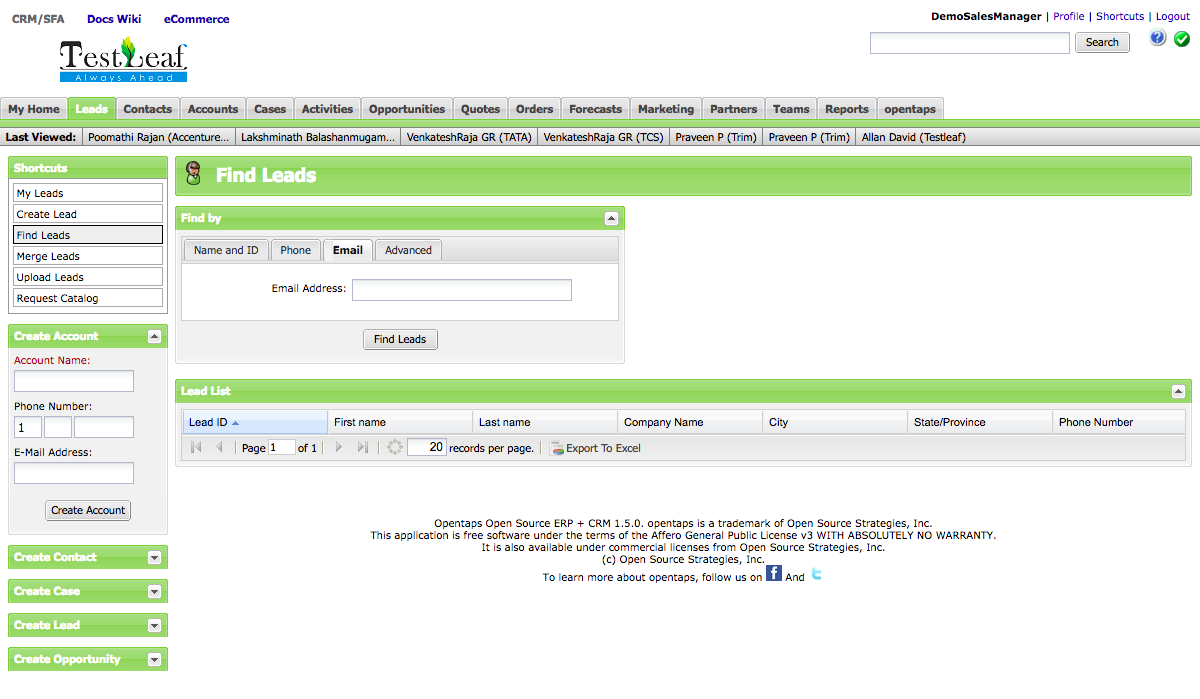 CRM/SFA Docs Wiki eCommerce
DemoSalesManager | Profile | Shortcuts | Logout
Search
TestLeaf
Always Ahead
My Home Leads Contacts Accounts Cases Activities Opportunities Quotes Orders Forecasts Marketing Partners Teams Reports opentaps
Last Viewed: Poomathi Rajan (Accenture... Lakshminath Balashanmugam... VenkateshRaja GR (TATA) VenkateshRaja GR (TCS) Praveen P (Trim) Praveen P (Trim) Allan David (Testleaf)
Shortcuts
My Leads
Create Lead
Find Leads
Merge Leads
Upload Leads
Request Catalog
Create Account
Account Name:
Phone Number:
1
E-Mail Address:
Create Account
Create Contact
Create Case
Create Lead
Create Opportunity
Find Leads
Find by
Name and ID Phone Email Advanced
Email Address:
Find Leads
Lead List
Lead ID First name Last name Company Name City State/Province Phone Number
Page 1 of 1 20 records per page. Export To Excel
Opentaps Open Source ERP + CRM 1.5.0. opentaps is a trademark of Open Source Strategies, Inc.
This application is free software under the terms of the Affero General Public License v3 WITH ABSOLUTELY NO WARRANTY.
It is also available under commercial licenses from Open Source Strategies, Inc.
(c) Open Source Strategies, Inc.
To learn more about opentaps, follow us on f And t